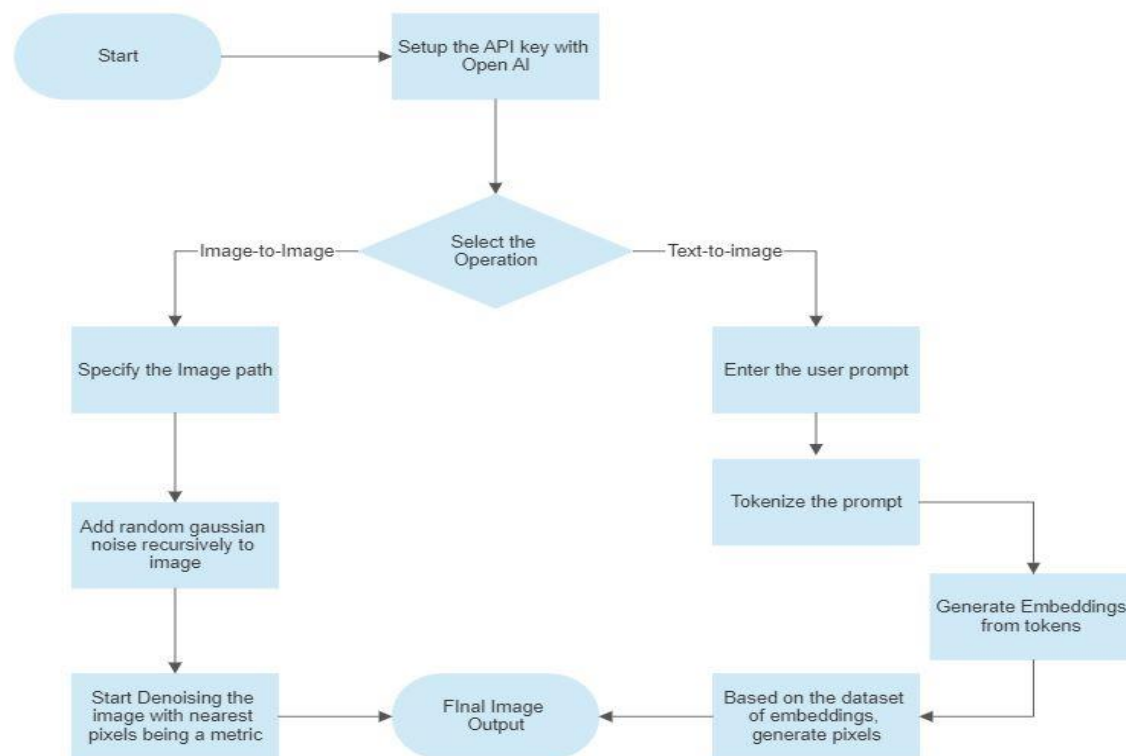 Start
Setup the API key with
Open AI
Select the
Operation
Image-to-Image
Text-to-image
Specify the Image path
Enter the user prompt
Add random gaussian
noise recursively to
image
Tokenize the prompt
Generate Embeddings
from tokens
Start Denoising the
image with nearest
pixels being a metric
FInal Image
Output
Based on the dataset
of embeddings,
generate pixels